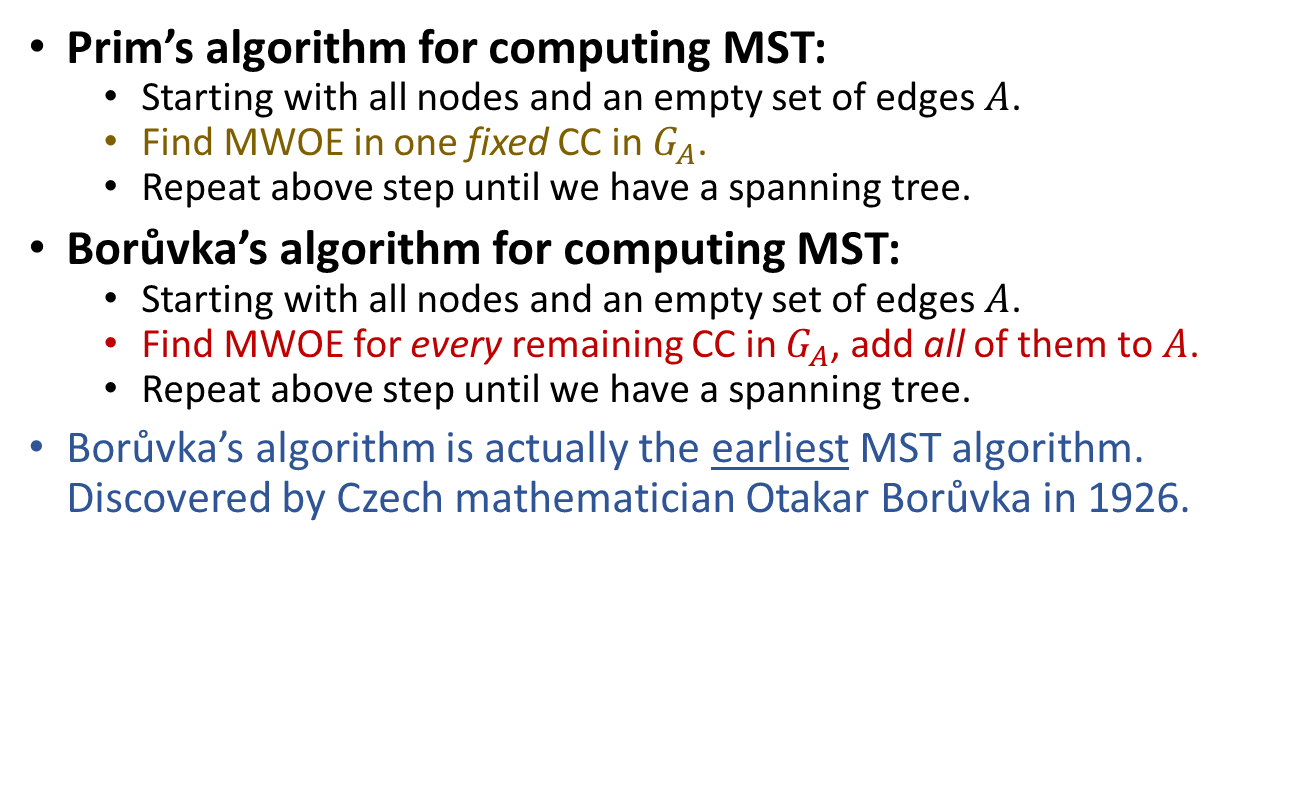 • Prim’s algorithm for computing MST:
• Starting with all nodes and an empty set of edges 𝐴.
• Find MWOE in one fixed CC in 𝐺𝐴.
• Repeat above step until we have a spanning tree.
• Borůvka’s algorithm for computing MST:
• Starting with all nodes and an empty set of edges 𝐴.
• Find MWOE for every remaining CC in 𝐺𝐴, add all of them to 𝐴.
• Repeat above step until we have a spanning tree.
• Borůvka’s algorithm is actually the earliest MST algorithm.
Discovered by Czech mathematician Otakar Borůvka in 1926.